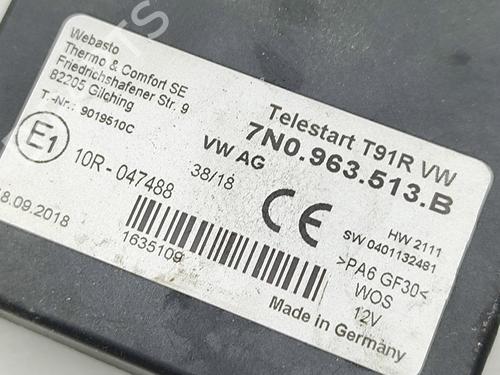 Webasto
Thermo & Comfort SE
Friedrichshafener Str. 9
82205 Gilching
T.-Nr.: 9019510C
Telestart T91R VW
7N0.963.513.B
VW AG
E1
10R-047488
38/18
CE
HW 2111
SW 0401132481
18.09.2018
1635109
>PA6 GF30<
WOS
12V
Made in Germany